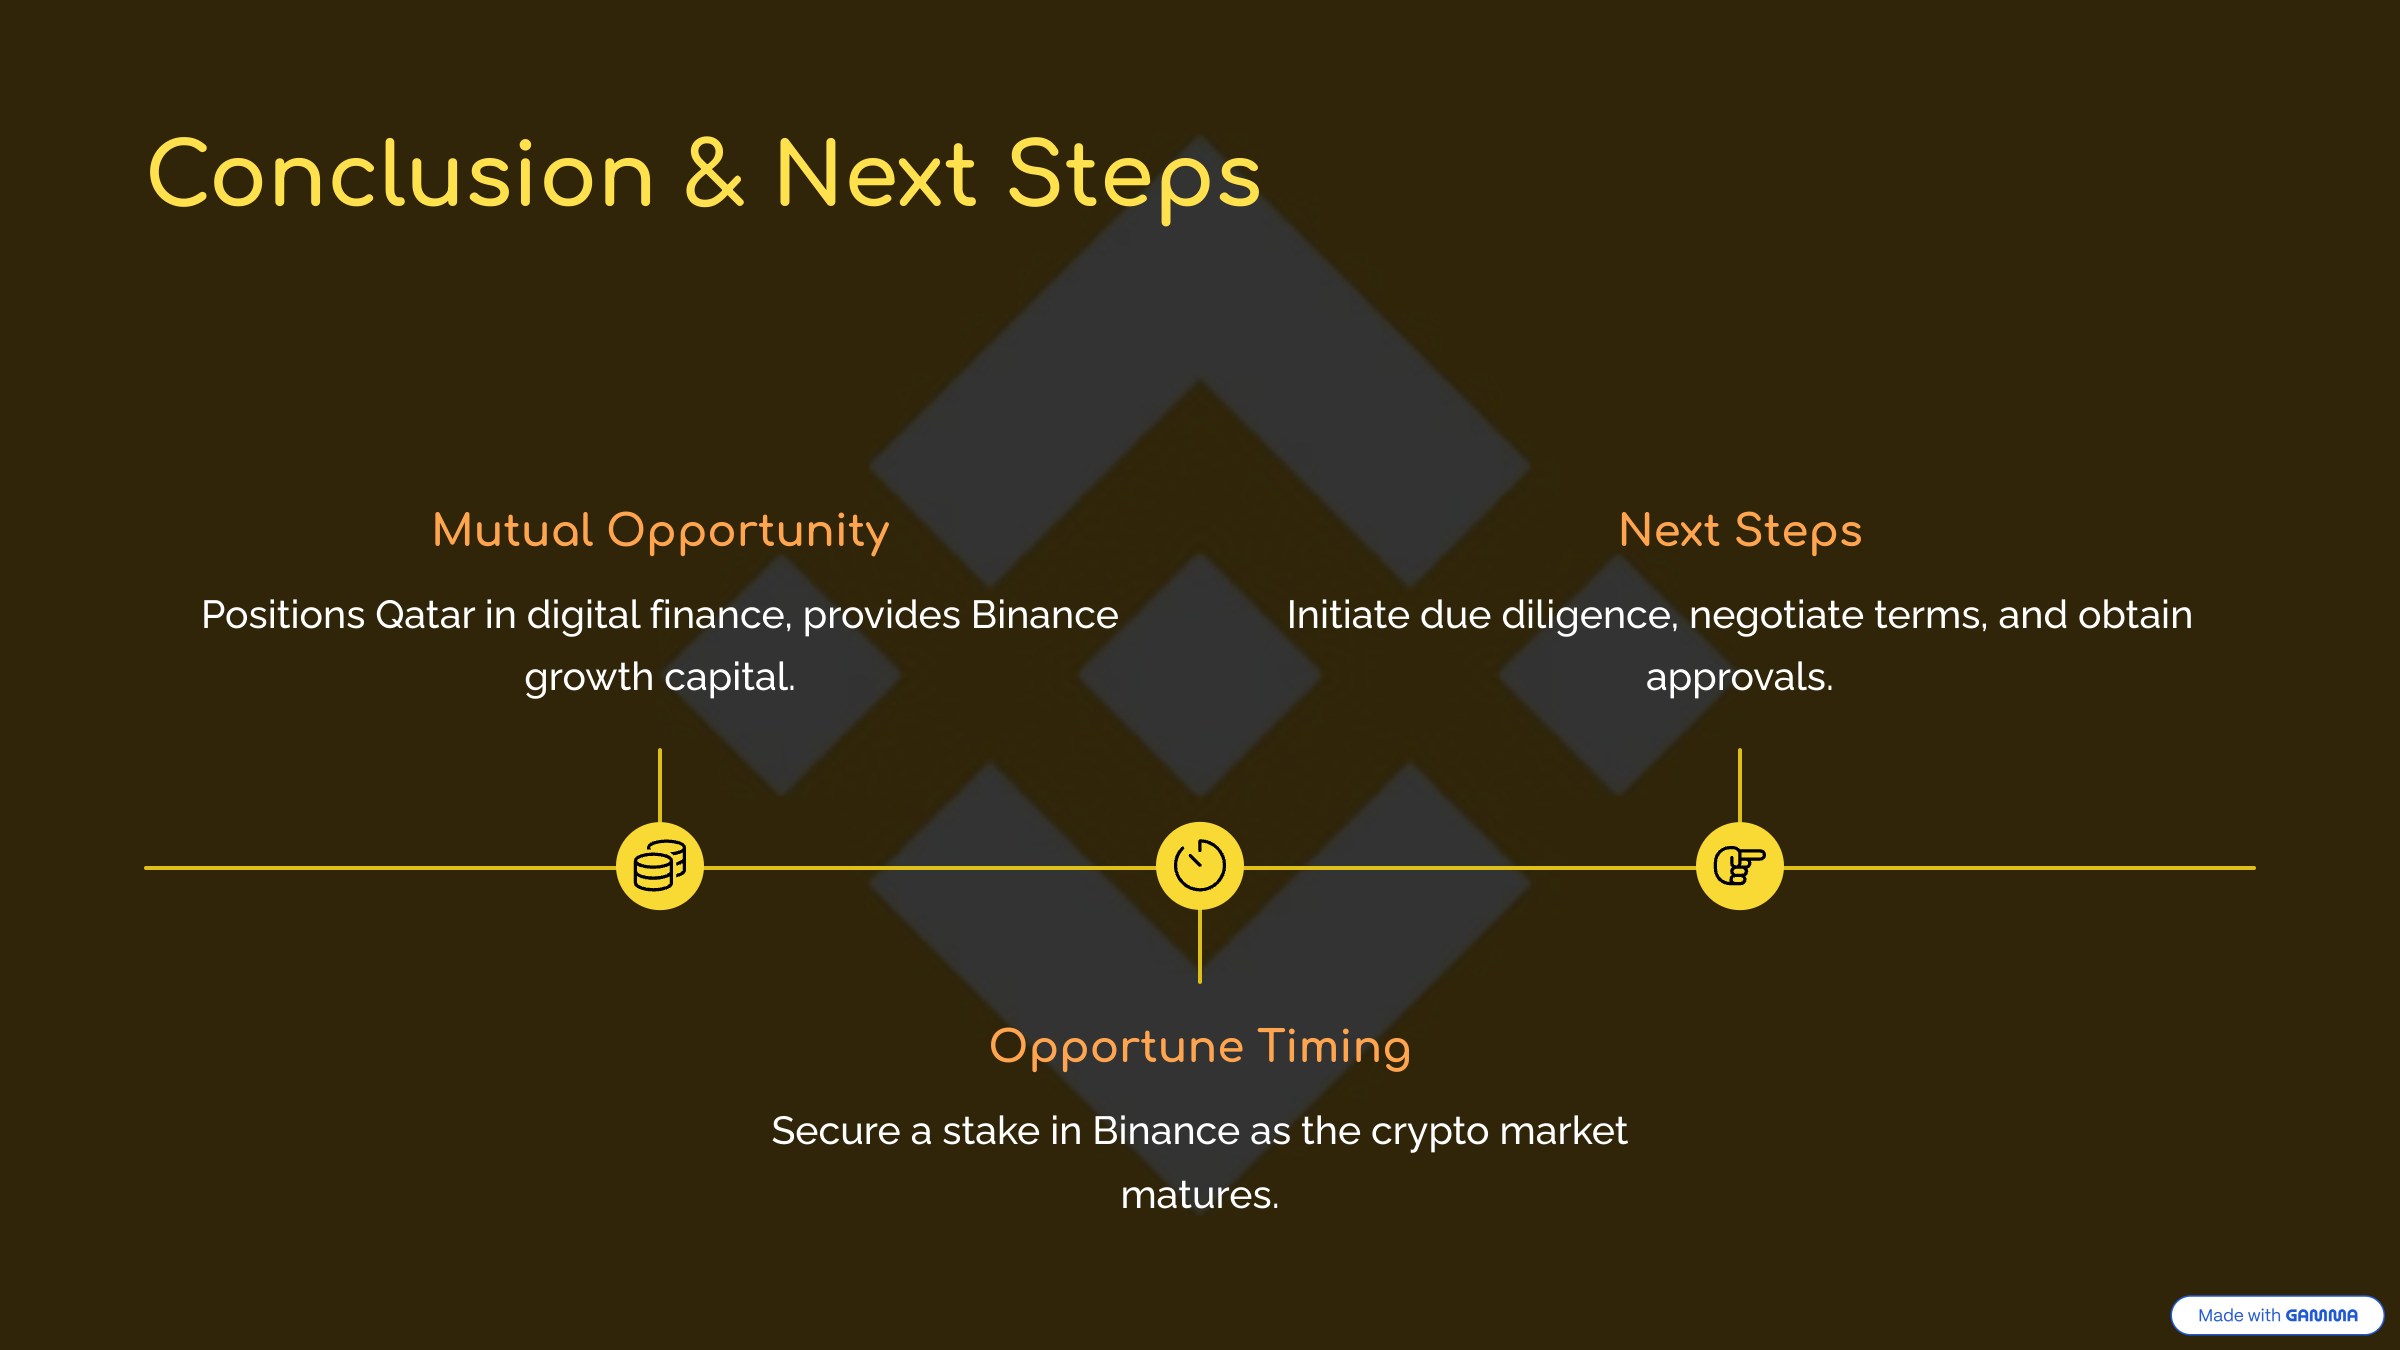 Conclusion & Next Steps
Mutual Opportunity
Positions Qatar in digital finance, provides Binance
growth capital.
Next Steps
Initiate due diligence, negotiate terms, and obtain
approvals.
Opportune Timing
Secure a stake in Binance as the crypto market
matures.
Made with GAMMA